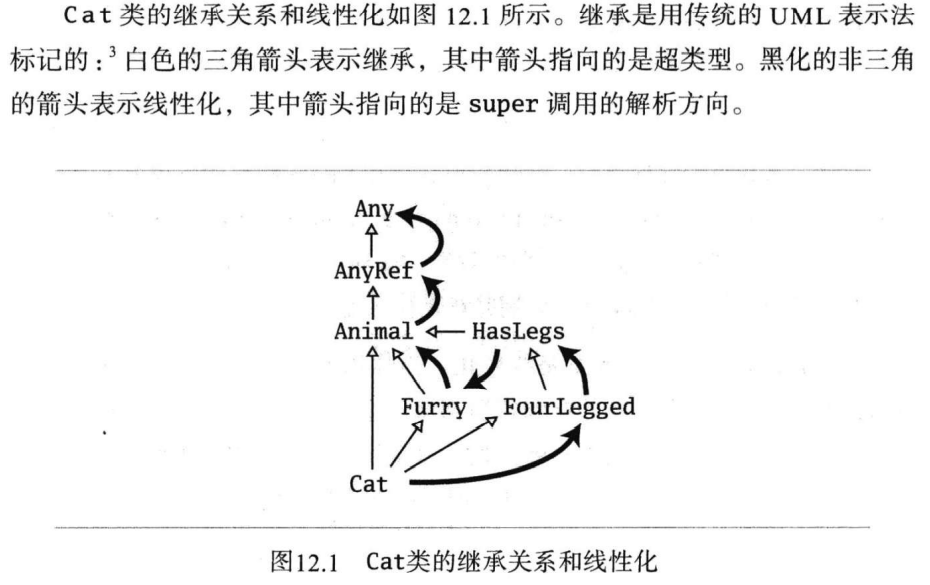 Cat 类的继承关系和线性化如图 12.1 所示。继承是用传统的 UML 表示法
标记的：³ 白色的三角箭头表示继承，其中箭头指向的是超类型。黑化的非三角
的箭头表示线性化，其中箭头指向的是 super 调用的解析方向。
Any
AnyRef
Animal HasLegs
Furry FourLegged
Cat
图12.1 Cat类的继承关系和线性化